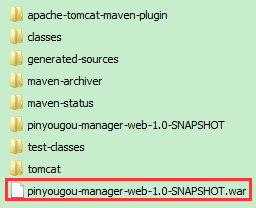 apache-tomcat-maven-plugin
classes
generated-sources
maven-archiver
maven-status
pinyougou-manager-web-1.0-SNAPSHOT
test-classes
tomcat
pinyougou-manager-web-1.0-SNAPSHOT.war